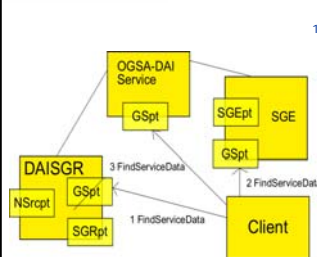 1
OGSA-DAI
Service
GSpt
SGEpt
SGE
GSpt
DAISGR
3 FindServiceData
GSpt
2 FindServiceDat
NSrcpt
1 FindServiceData
SGRpt
Client